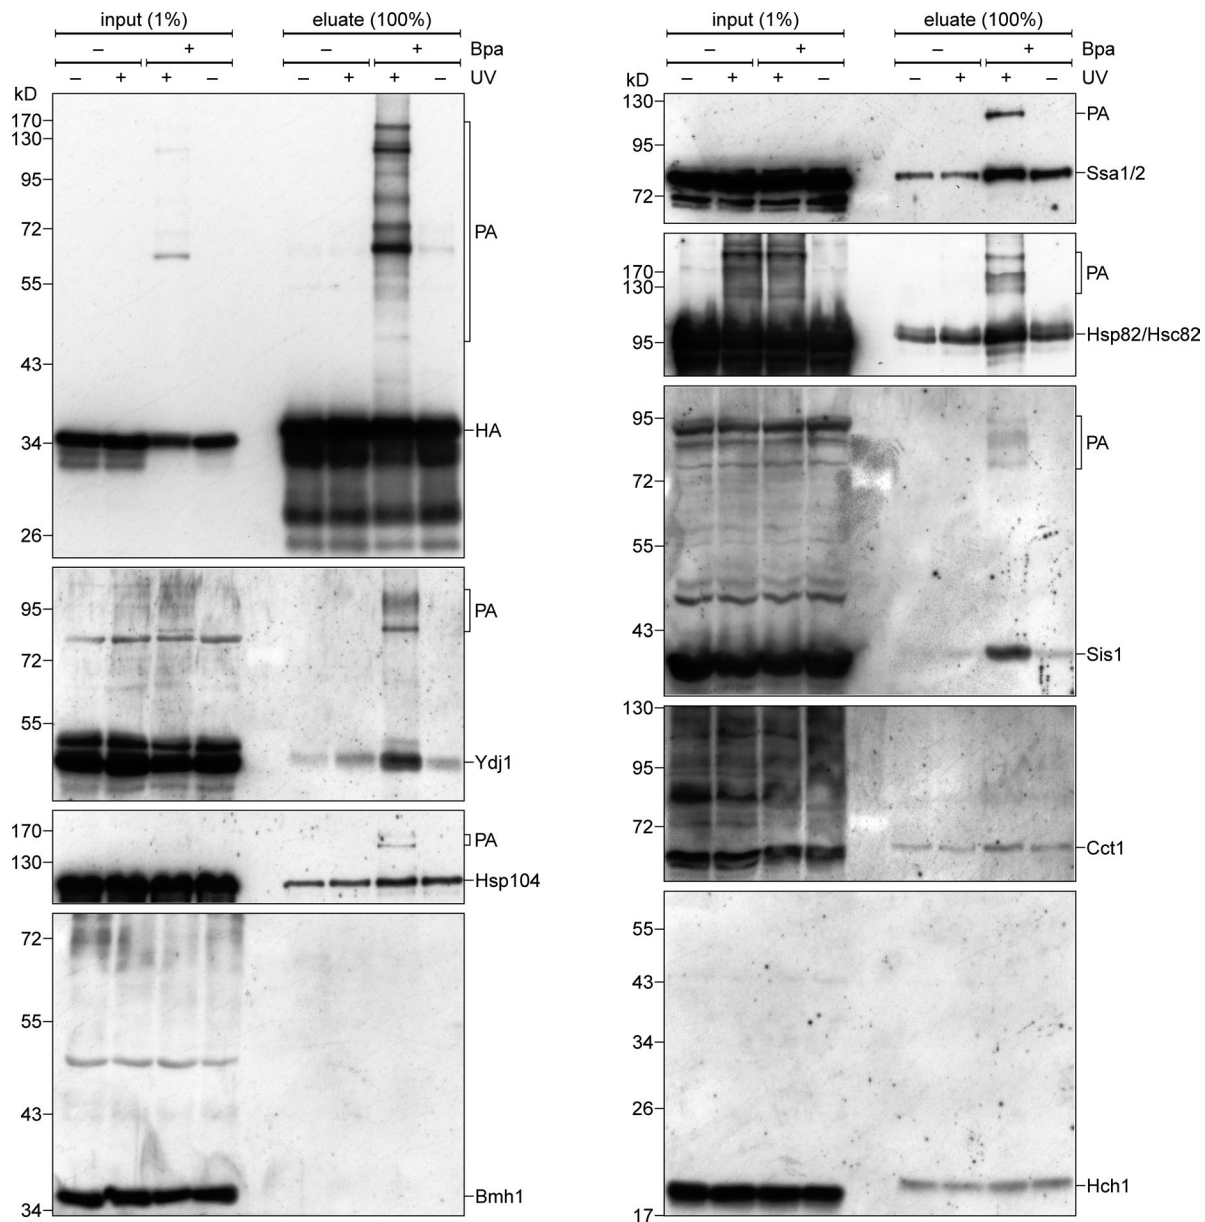 input (1%) eluate (100%)
– + – + Bpa
– + + – – + + – UV
kD
170
130
95
72
55
43
34
26
PA
HA
95
72
55
PA
Ydj1
170
130
PA
Hsp104
72
55
43
34
Bmh1
input (1%) eluate (100%)
– + – + Bpa
– + + – – + + – UV
kD
130
95
72
PA
Ssa1/2
170
130
95
PA
Hsp82/Hsc82
95
72
55
43
PA
Sis1
130
95
72
Cct1
55
43
34
26
17
Hch1